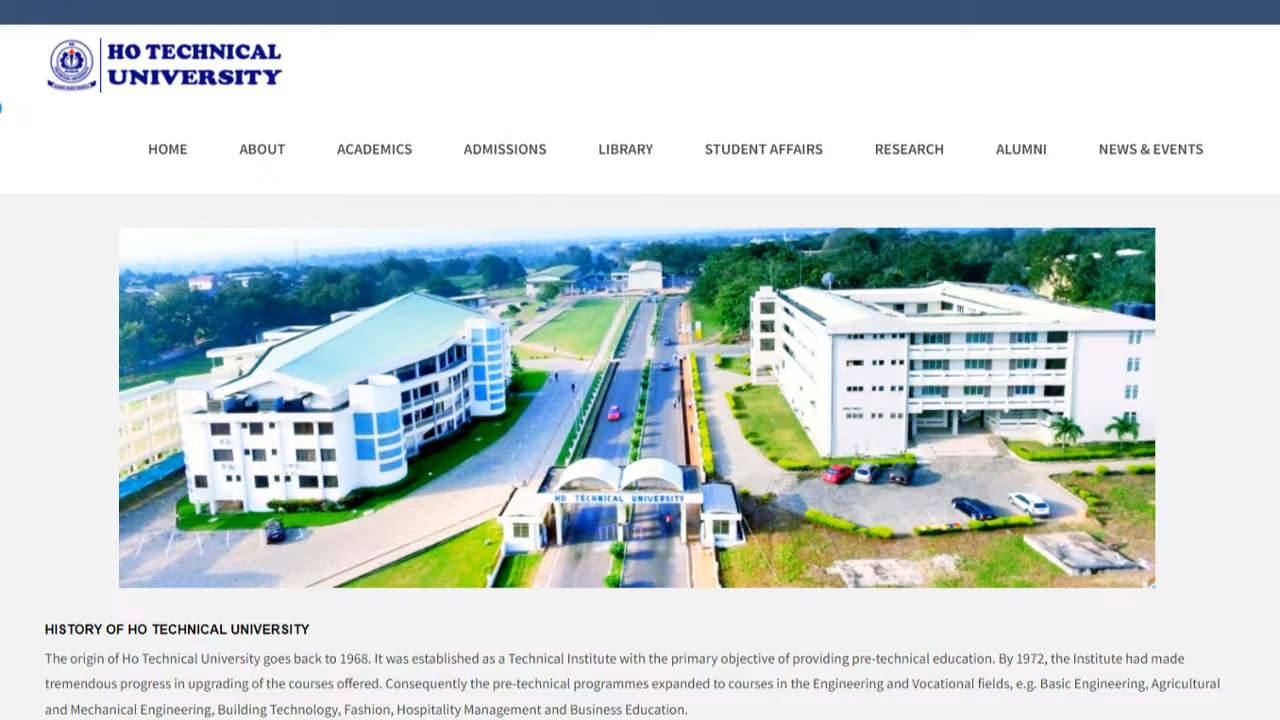 HO TECHNICAL
UNIVERSITY
HOME ABOUT ACADEMICS ADMISSIONS LIBRARY STUDENT AFFAIRS RESEARCH ALUMNI NEWS & EVENTS
HO TECHNICAL UNIVERSITY
HISTORY OF HO TECHNICAL UNIVERSITY
The origin of Ho Technical University goes back to 1968. It was established as a Technical Institute with the primary objective of providing pre-technical education. By 1972, the Institute had made
tremendous progress in upgrading of the courses offered. Consequently the pre-technical programmes expanded to courses in the Engineering and Vocational fields, e.g. Basic Engineering, Agricultural
and Mechanical Engineering, Building Technology, Fashion, Hospitality Management and Business Education.